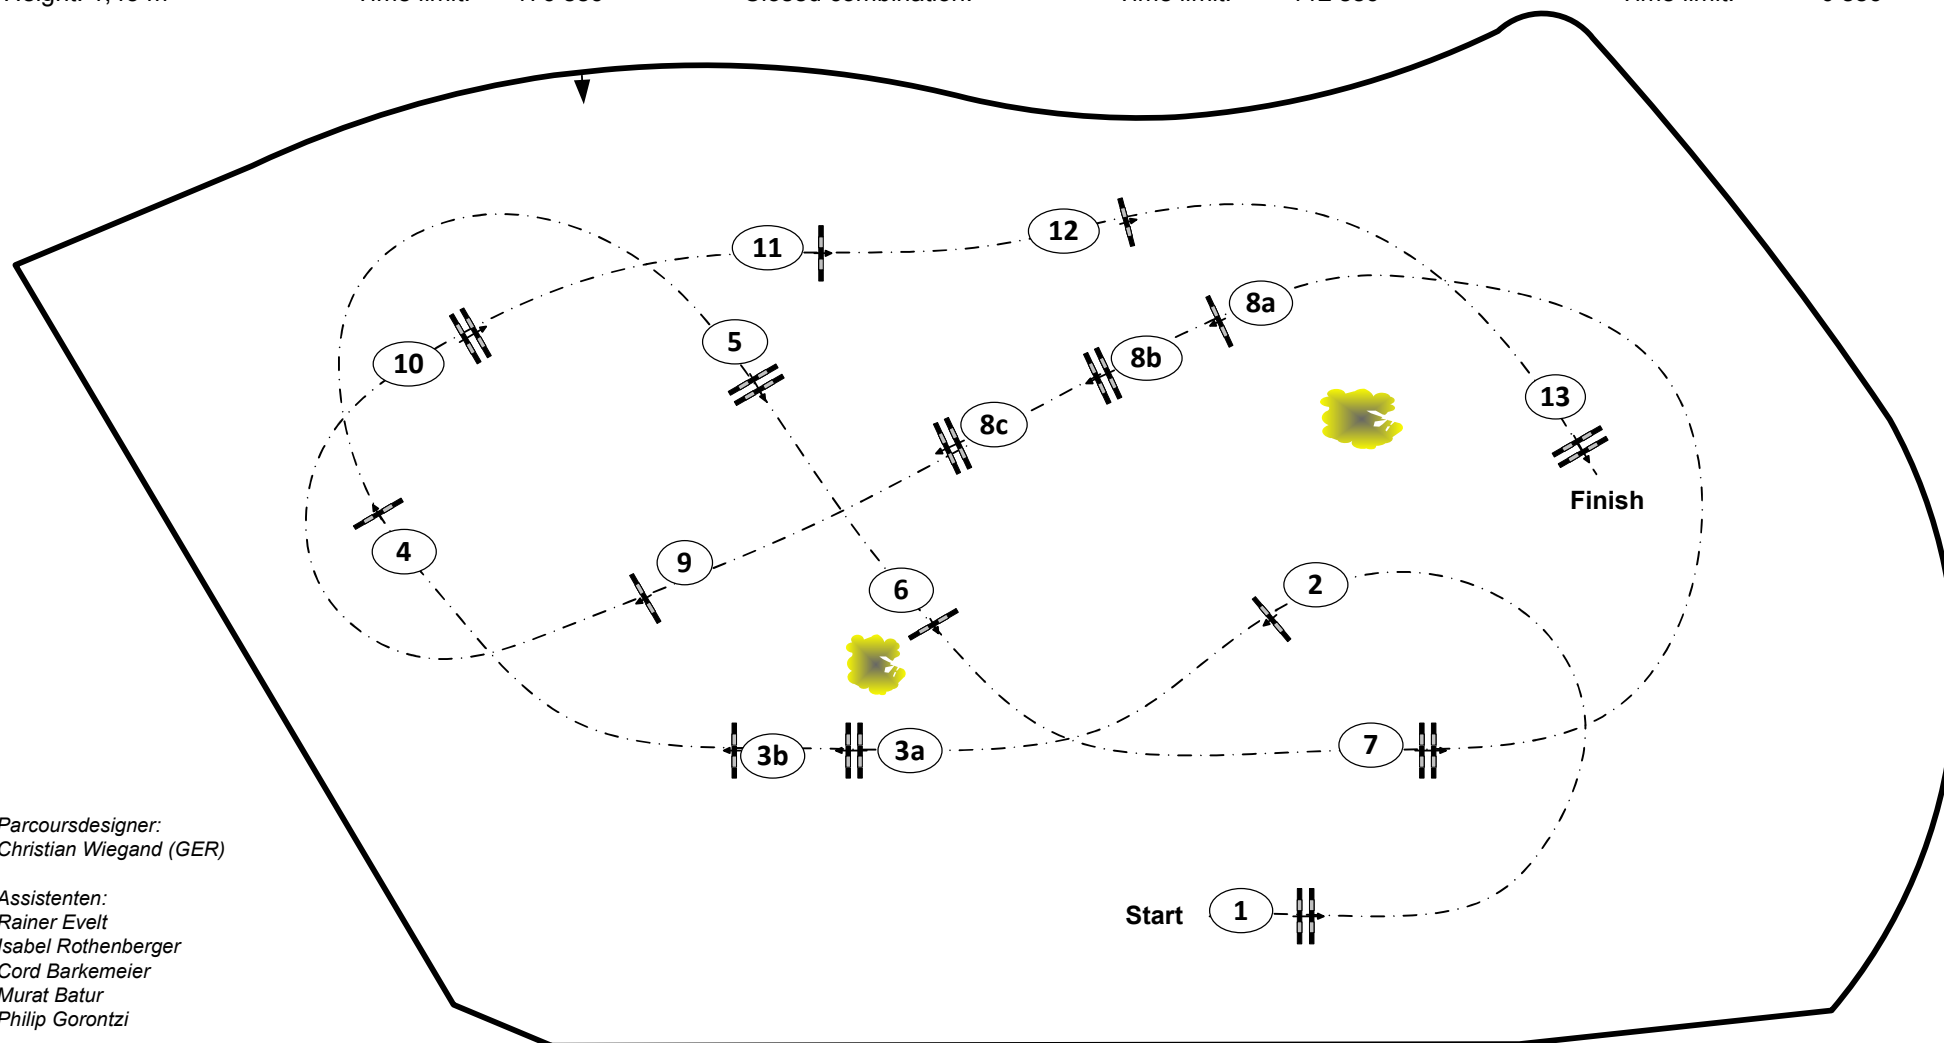 11
12
8a
5
8b
10
13
8c
Finish
4
9
2
6
7
3b
3a
Parcoursdesigner:
Christian Wiegand (GER)
Assistenten:
Rainer Evelt
Isabel Rothenberger
Cord Barkemeier
Murat Batur
Philip Gorontzi
Start
1